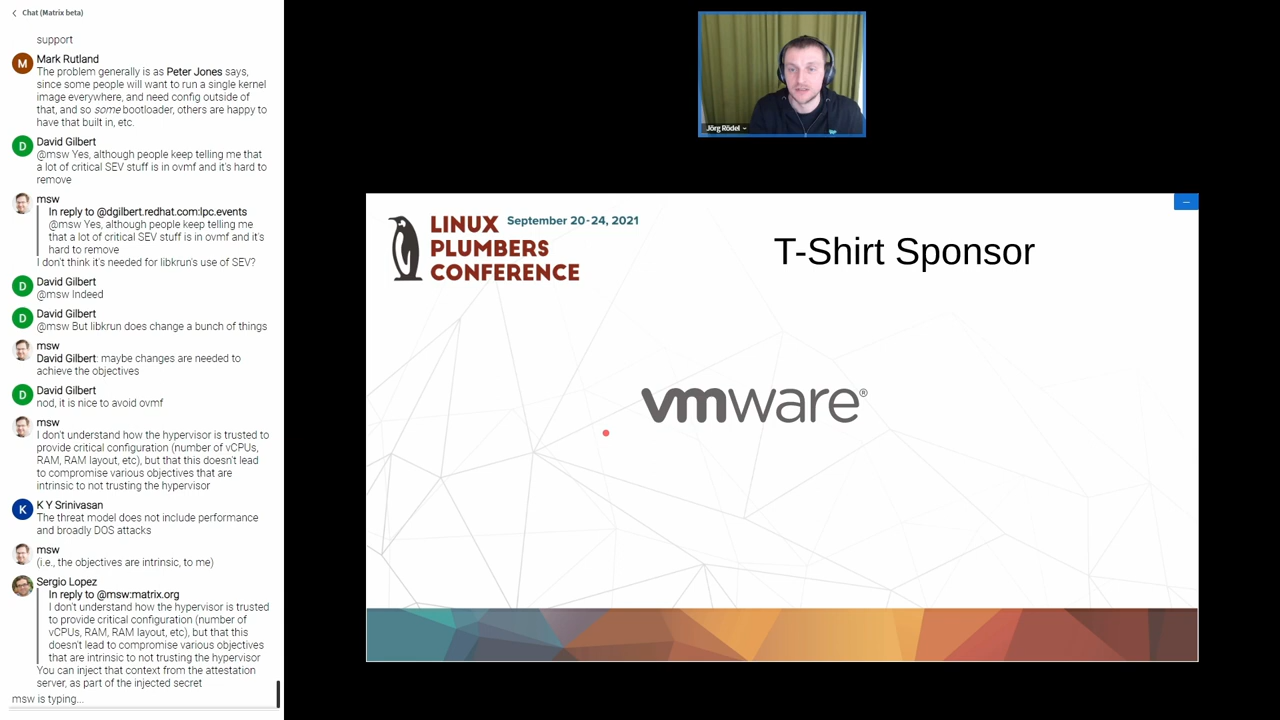 Chat (Matrix beta)
support
Mark Rutland
The problem generally is as Peter Jones says,
since some people will want to run a single kernel
image everywhere, and need config outside of
that, and so some bootloader, others are happy to
have that built in, etc.
David Gilbert
@msw Yes, although people keep telling me that
a lot of critical SEV stuff is in ovmf and it's hard to
remove
msw
In reply to @dgilbert.redhat.com:lpc.events
@msw Yes, although people keep telling me
that a lot of critical SEV stuff is in ovmf and it's
hard to remove
I don't think it's needed for libkrun's use of SEV?
David Gilbert
@msw Indeed
David Gilbert
@msw But libkrun does change a bunch of things
msw
David Gilbert: maybe changes are needed to
achieve the objectives
David Gilbert
nod, it is nice to avoid ovmf
msw
I don't understand how the hypervisor is trusted
to provide critical configuration (number of vCPUs,
RAM, RAM layout, etc), but that this doesn't lead
to compromise various objectives that are
intrinsic to not trusting the hypervisor
K Y Srinivasan
The threat model does not include performance
and broadly DOS attacks
msw
(i.e., the objectives are intrinsic, to me)
Sergio Lopez
In reply to @msw:matrix.org
I don't understand how the hypervisor is trusted
to provide critical configuration (number of
vCPUs, RAM, RAM layout, etc), but that this
doesn't lead to compromise various objectives
that are intrinsic to not trusting the hypervisor
You can inject that context from the attestation
server, as part of the injected secret
msw is typing...
M
D
D
D
D
K
Jörg Rödel
LINUX
PLUMBERS
CONFERENCE
September 20-24, 2021
T-Shirt Sponsor
vmware®